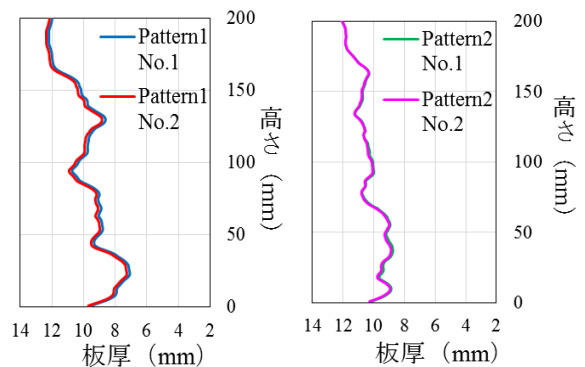 200
150
100
50
0
14 12 10 8 6 4 2
板厚（mm）
高さ（mm）
Pattern1
No.1
Pattern1
No.2
200
150
100
50
0
14 12 10 8 6 4 2
板厚（mm）
高さ（mm）
Pattern2
No.1
Pattern2
No.2